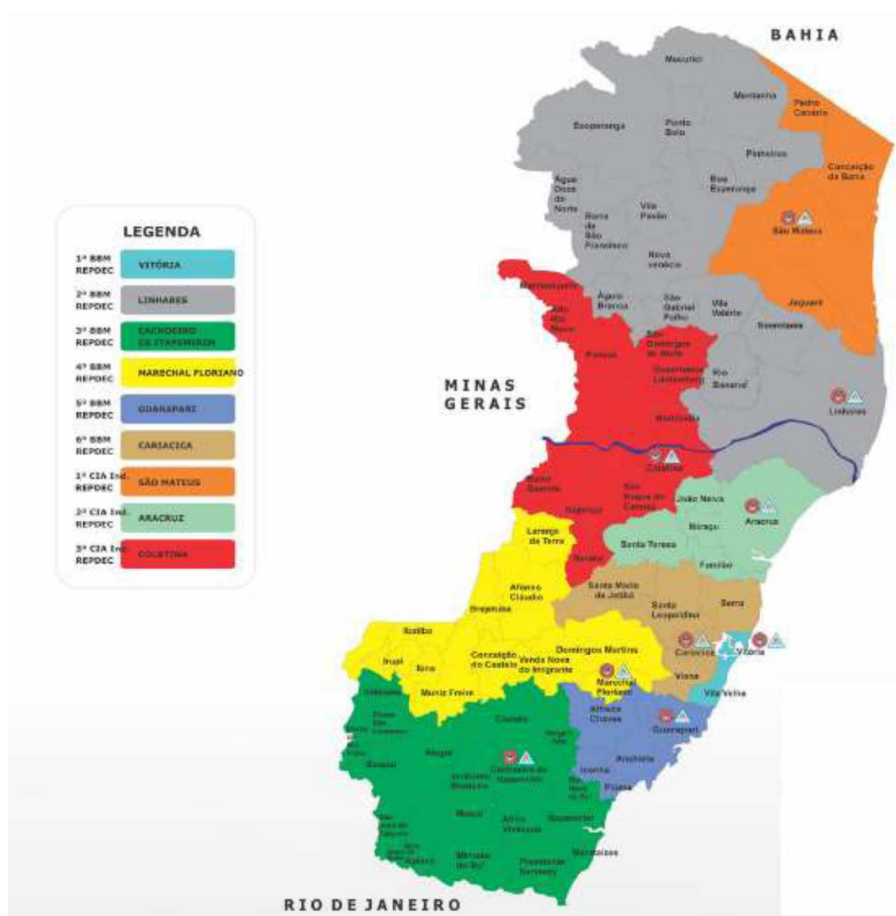 BAHIA
Mucurici
Montanha
Pedro
Canário
Ecoporanga
Ponto
Belo
Pinheiros
Conceição
da Barra
Água
Doce do
Norte
Boa
Esperança
Vila
Pavão
Barra
de São
Francisco
São Mateus
Nova
venécia
LEGENDA
1º BBM
REPDEC
VITÓRIA
2º BBM
REPDEC
LINHARES
3º BBM
REPDEC
CACHOEIRO
DE ITAPEMIRIM
4º BBM
REPDEC
MARECHAL FLORIANO
5º BBM
REPDEC
GUARAPARI
6º BBM
REPDEC
CARIACICA
1ª CIA Ind.
REPDEC
SÃO MATEUS
2ª CIA Ind.
REPDEC
ARACRUZ
3ª CIA Ind.
REPDEC
COLATINA
Mantenópolis
Águia
Branca
São
Gabriel
Palha
Vila
Valério
Jaguaré
Sooretama
Alto Rio
Novo
São
Domingos
do Norte
Pancas
Governador
Lindenberg
Rio
Bananal
MINAS
GERAIS
Linhares
Marilândia
Colatina
Baixo
Guandu
São
Roque do
Canaã
João Neiva
Aracruz
Itaguaçu
Ibiraçu
Laranja
da Terra
Santa Teresa
Itarana
Fundão
Afonso
Cláudio
Santa Maria
de Jetibá
Brejetuba
Santa
Leopoldina
Serra
Ibatiba
Irupi
Iúna
Conceição
do Castelo
Venda Nova
do Imigrante
Domingos Martins
Cariacica
Vitória
Viana
Marechal
Floriano
Vila Velha
Muniz Freire
Alfredo
Chaves
Guarapari
Castelo
Alegre
Anchieta
Iconha
Piúma
Cachoeiro de
Itapemirim
Guaçuí
Jerônimo
Monteiro
Rio
Novo do Sul
Muqui
Atílio
Vivácqua
Itapemirim
Mimoso
do Sul
Presidente
Kennedy
Marataízes
RIO DE JANEIRO